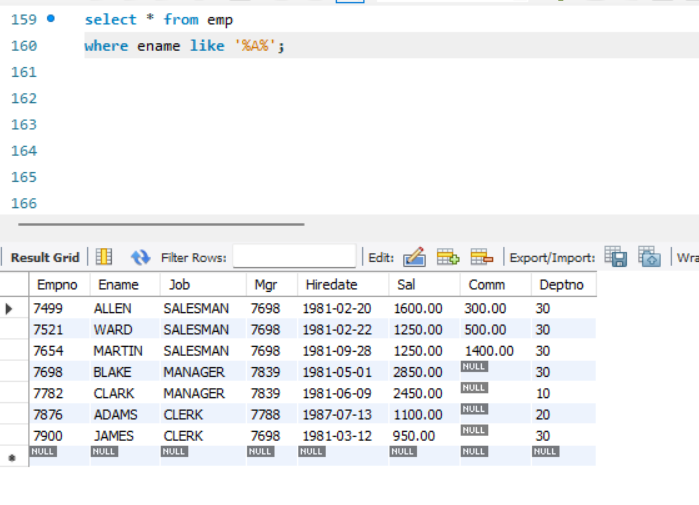 159 select * from emp
160 where ename like '%A%';
161
162
163
164
165
166
Result Grid Filter Rows: Edit: Export/Import: Wra
Empno Ename Job Mgr Hiredate Sal Comm Deptno
7499 ALLEN SALESMAN 7698 1981-02-20 1600.00 300.00 30
7521 WARD SALESMAN 7698 1981-02-22 1250.00 500.00 30
7654 MARTIN SALESMAN 7698 1981-09-28 1250.00 1400.00 30
7698 BLAKE MANAGER 7839 1981-05-01 2850.00 NULL 30
7782 CLARK MANAGER 7839 1981-06-09 2450.00 NULL 10
7876 ADAMS CLERK 7788 1987-07-13 1100.00 NULL 20
7900 JAMES CLERK 7698 1981-03-12 950.00 NULL 30
NULL NULL NULL NULL NULL NULL NULL NULL